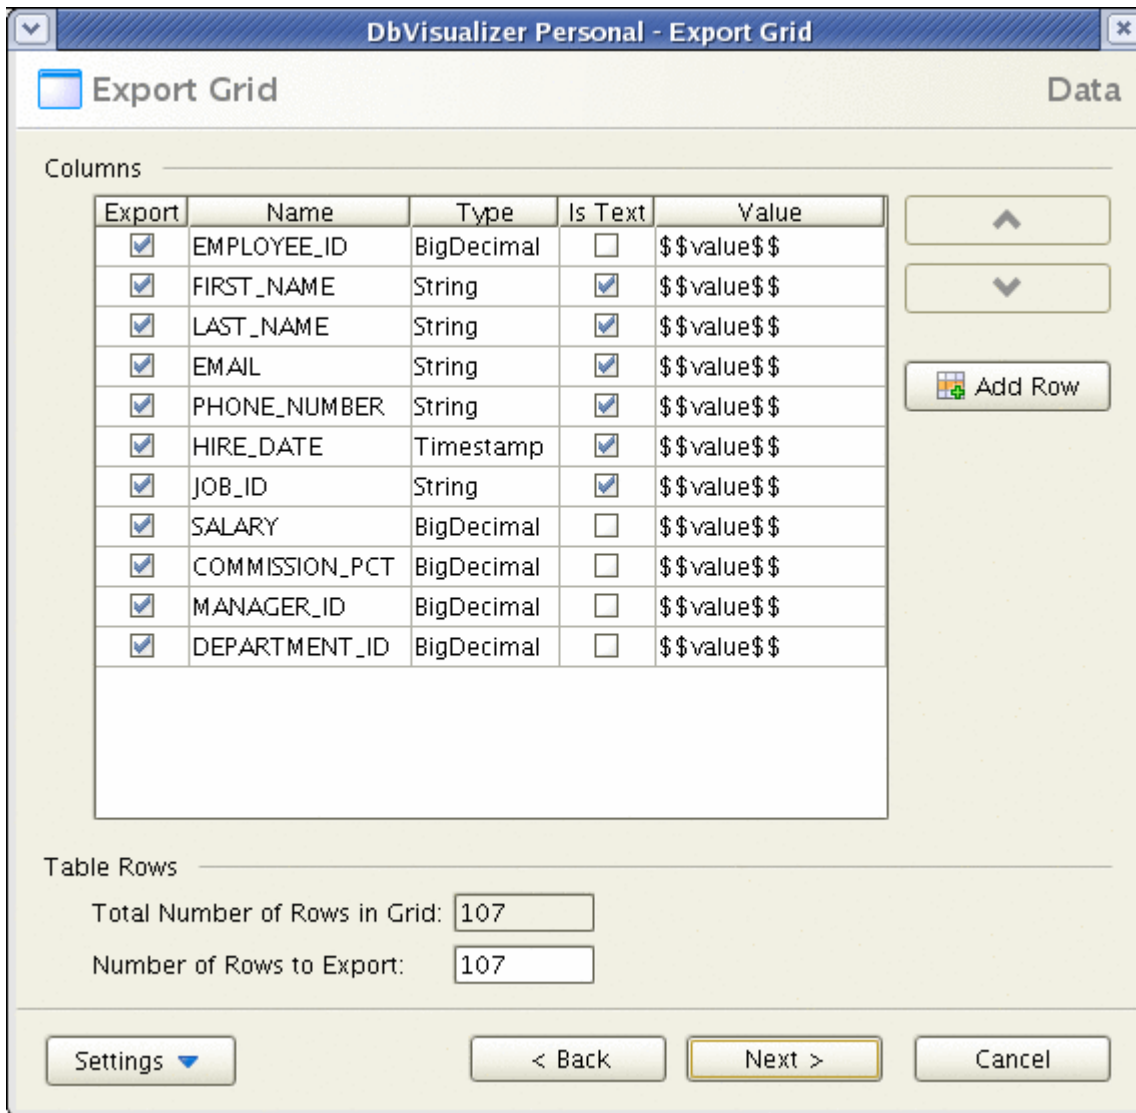 DbVisualizer Personal - Export Grid
Export Grid Data
Columns
Export Name Type Is Text Value
EMPLOYEE_ID BigDecimal $$value$$
FIRST_NAME String $$value$$
LAST_NAME String $$value$$
EMAIL String $$value$$
Add Row
PHONE_NUMBER String $$value$$
HIRE_DATE Timestamp $$value$$
JOB_ID String $$value$$
SALARY BigDecimal $$value$$
COMMISSION_PCT BigDecimal $$value$$
MANAGER_ID BigDecimal $$value$$
DEPARTMENT_ID BigDecimal $$value$$
Table Rows
Total Number of Rows in Grid: 107
Number of Rows to Export: 107
Settings < Back Next > Cancel